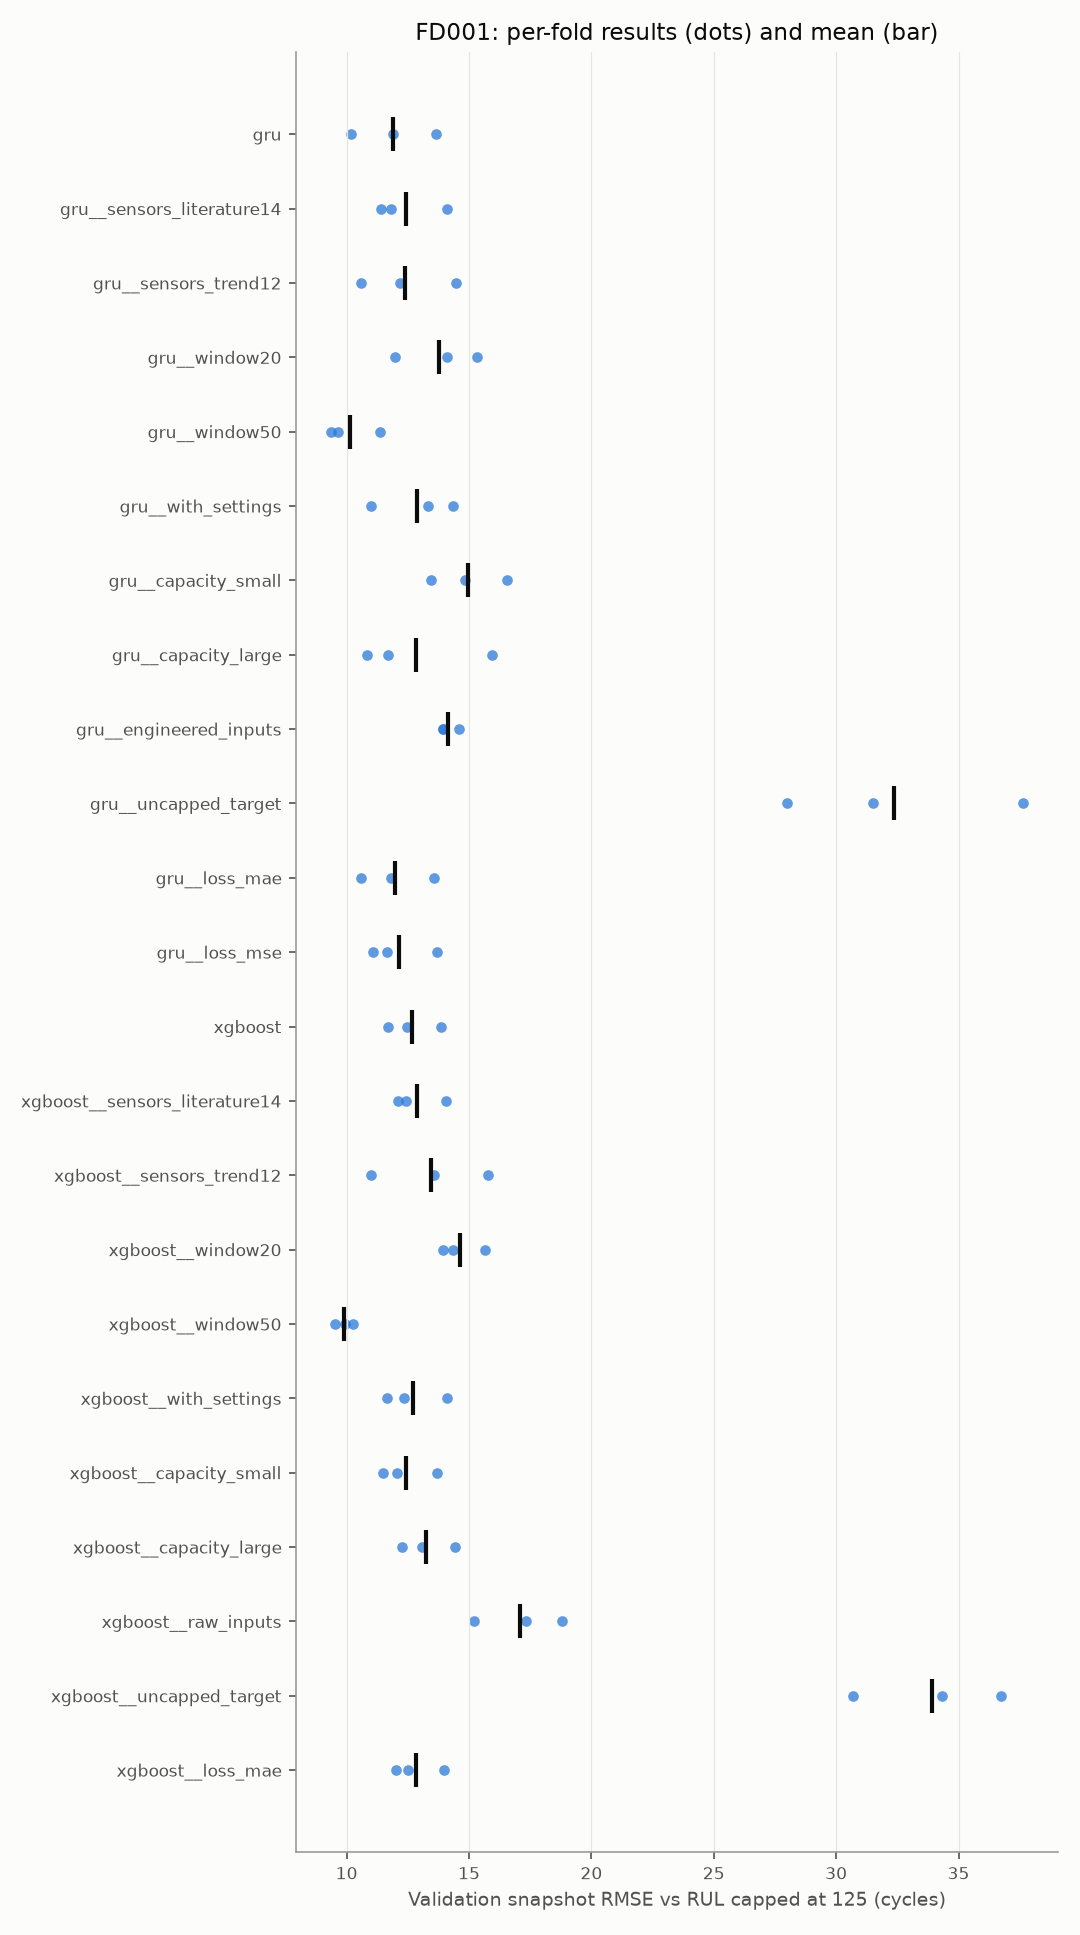 FD001: per-fold results (dots) and mean (bar)
gru
gru__sensors_literature14
gru__sensors_trend12
gru__window20
gru__window50
gru__with_settings
gru__capacity_small
gru__capacity_large
gru__engineered_inputs
gru__uncapped_target
gru__loss_mae
gru__loss_mse
xgboost
xgboost__sensors_literature14
xgboost__sensors_trend12
xgboost__window20
xgboost__window50
xgboost__with_settings
xgboost__capacity_small
xgboost__capacity_large
xgboost__raw_inputs
xgboost__uncapped_target
xgboost__loss_mae
10 15 20 25 30 35
Validation snapshot RMSE vs RUL capped at 125 (cycles)